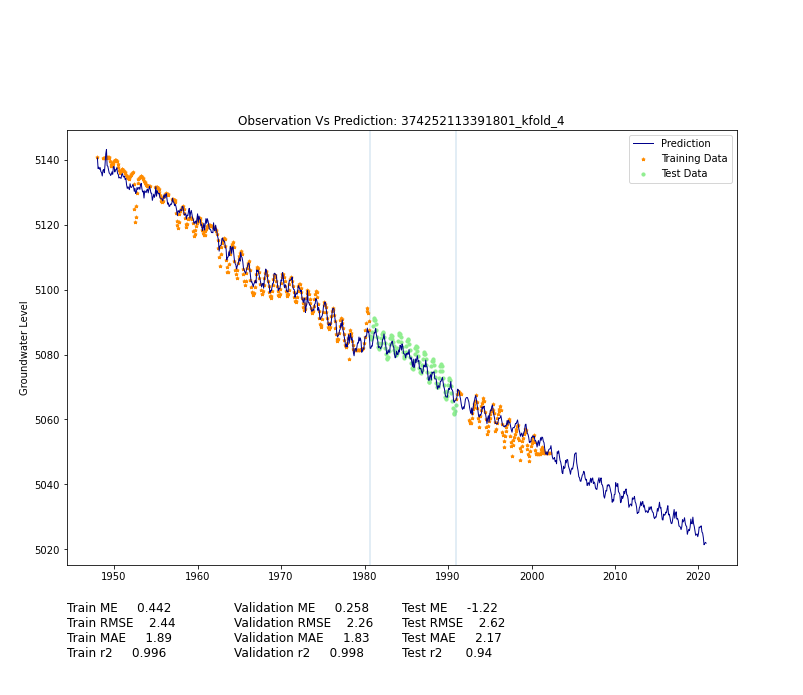 Observation Vs Prediction: 374252113391801_kfold_4
Prediction
Training Data
Test Data
5140
5120
5100
5080
5060
5040
5020
Groundwater Level
1950 1960 1970 1980 1990 2000 2010 2020
Train ME 0.442 Validation ME 0.258 Test ME -1.22
Train RMSE 2.44 Validation RMSE 2.26 Test RMSE 2.62
Train MAE 1.89 Validation MAE 1.83 Test MAE 2.17
Train r2 0.996 Validation r2 0.998 Test r2 0.94